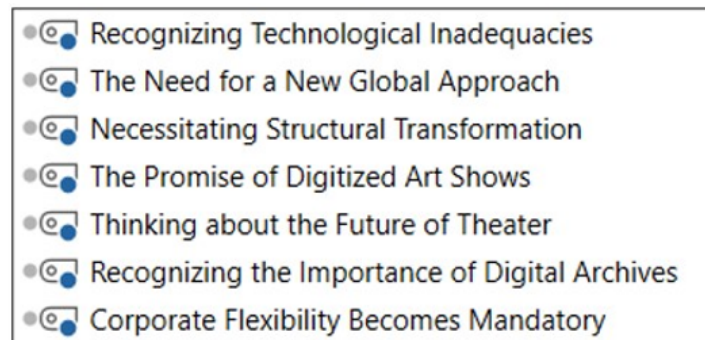 Recognizing Technological Inadequacies
The Need for a New Global Approach
Necessitating Structural Transformation
The Promise of Digitized Art Shows
Thinking about the Future of Theater
Recognizing the Importance of Digital Archives
Corporate Flexibility Becomes Mandatory